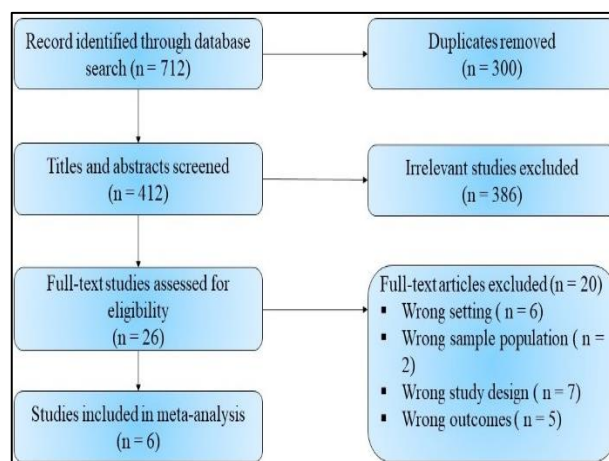 Record identified through database
search (n = 712)
Duplicates removed
(n = 300)
Titles and abstracts screened
(n = 412)
Irrelevant studies excluded
(n = 386)
Full-text studies assessed for
eligibility
(n = 26)
Full-text articles excluded (n = 20)
▪ Wrong setting ( n = 6)
▪ Wrong sample population ( n =
2)
▪ Wrong study design ( n = 7)
▪ Wrong outcomes ( n = 5)
Studies included in meta-analysis
(n = 6)